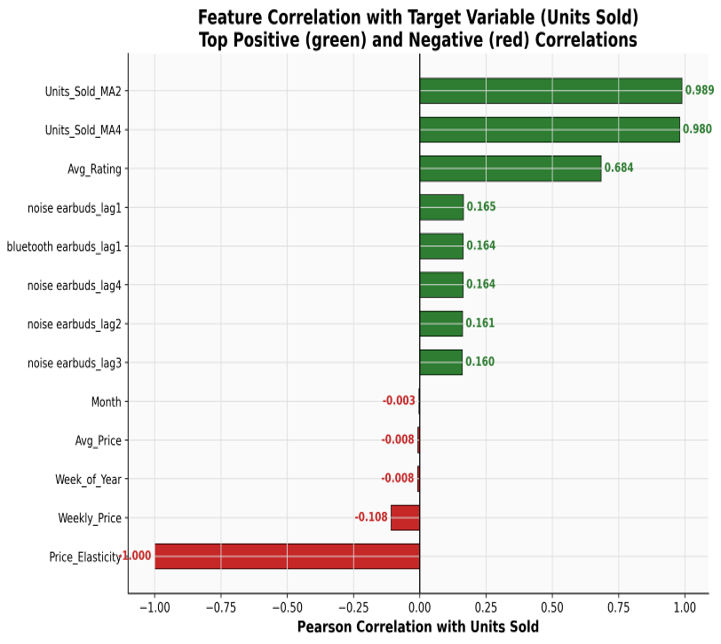 Feature Correlation with Target Variable (Units Sold)
Top Positive (green) and Negative (red) Correlations
Units_Sold_MA2 0.989
Units_Sold_MA4 0.980
Avg_Rating 0.684
noise earbuds_lag1 0.165
bluetooth earbuds_lag1 0.164
noise earbuds_lag4 0.164
noise earbuds_lag2 0.161
noise earbuds_lag3 0.160
Month -0.003
Avg_Price -0.008
Week_of_Year -0.008
Weekly_Price -0.108
Price_Elasticity -1.000
−1.00 −0.75 −0.50 −0.25 0.00 0.25 0.50 0.75 1.00
Pearson Correlation with Units Sold